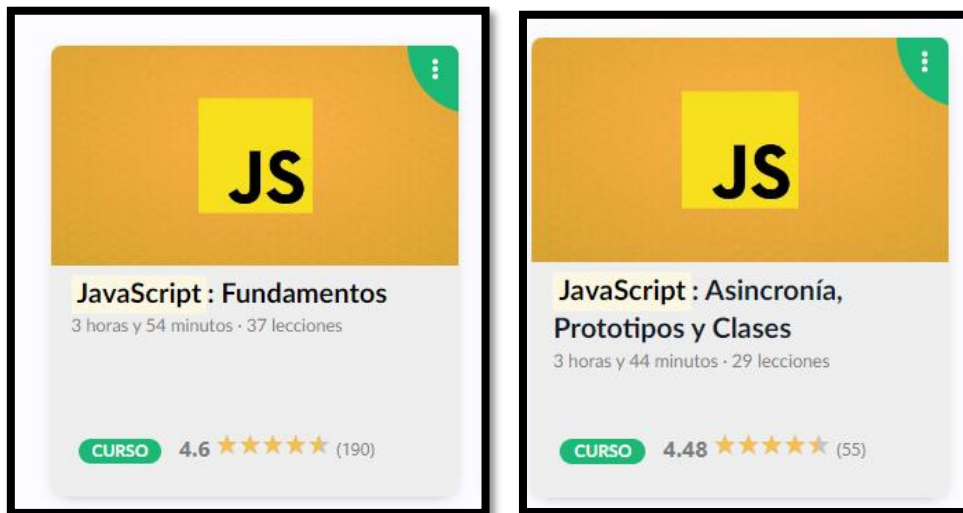 JS
JavaScript : Fundamentos
3 horas y 54 minutos · 37 lecciones
CURSO 4.6 (190)
JS
JavaScript : Asincronía,
Prototipos y Clases
3 horas y 44 minutos · 29 lecciones
CURSO 4.48 (55)